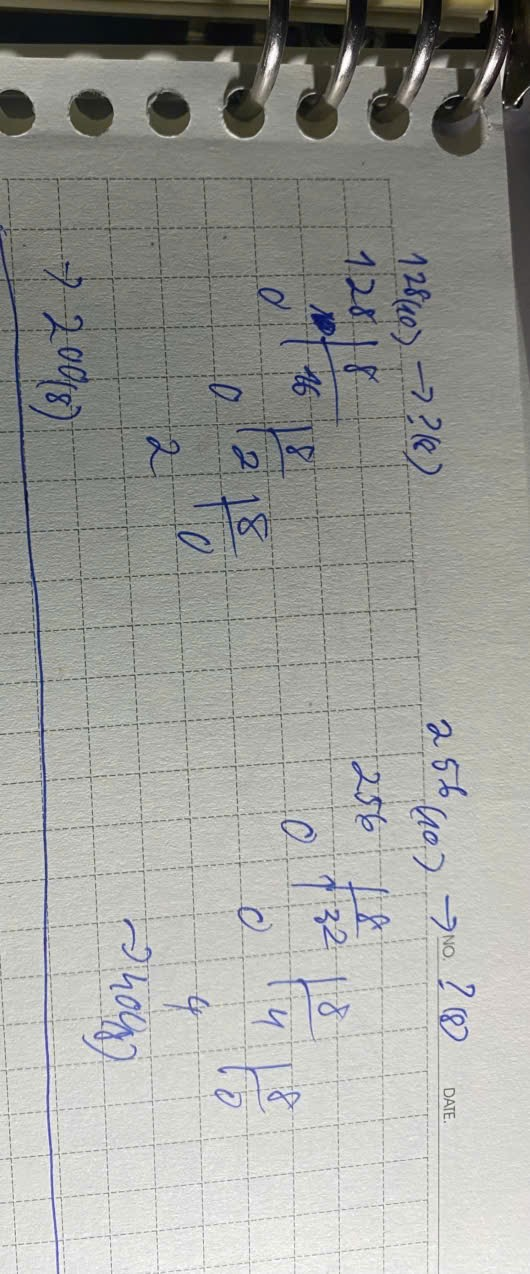 NO. DATE.
128(10) → ?(8)
128 | 8
0 16 | 8
0 2 | 8
2 0
→ 200(8)
256(10) → ?(8)
256 | 8
0 32 | 8
0 4 | 8
4 0
→ 400(8)